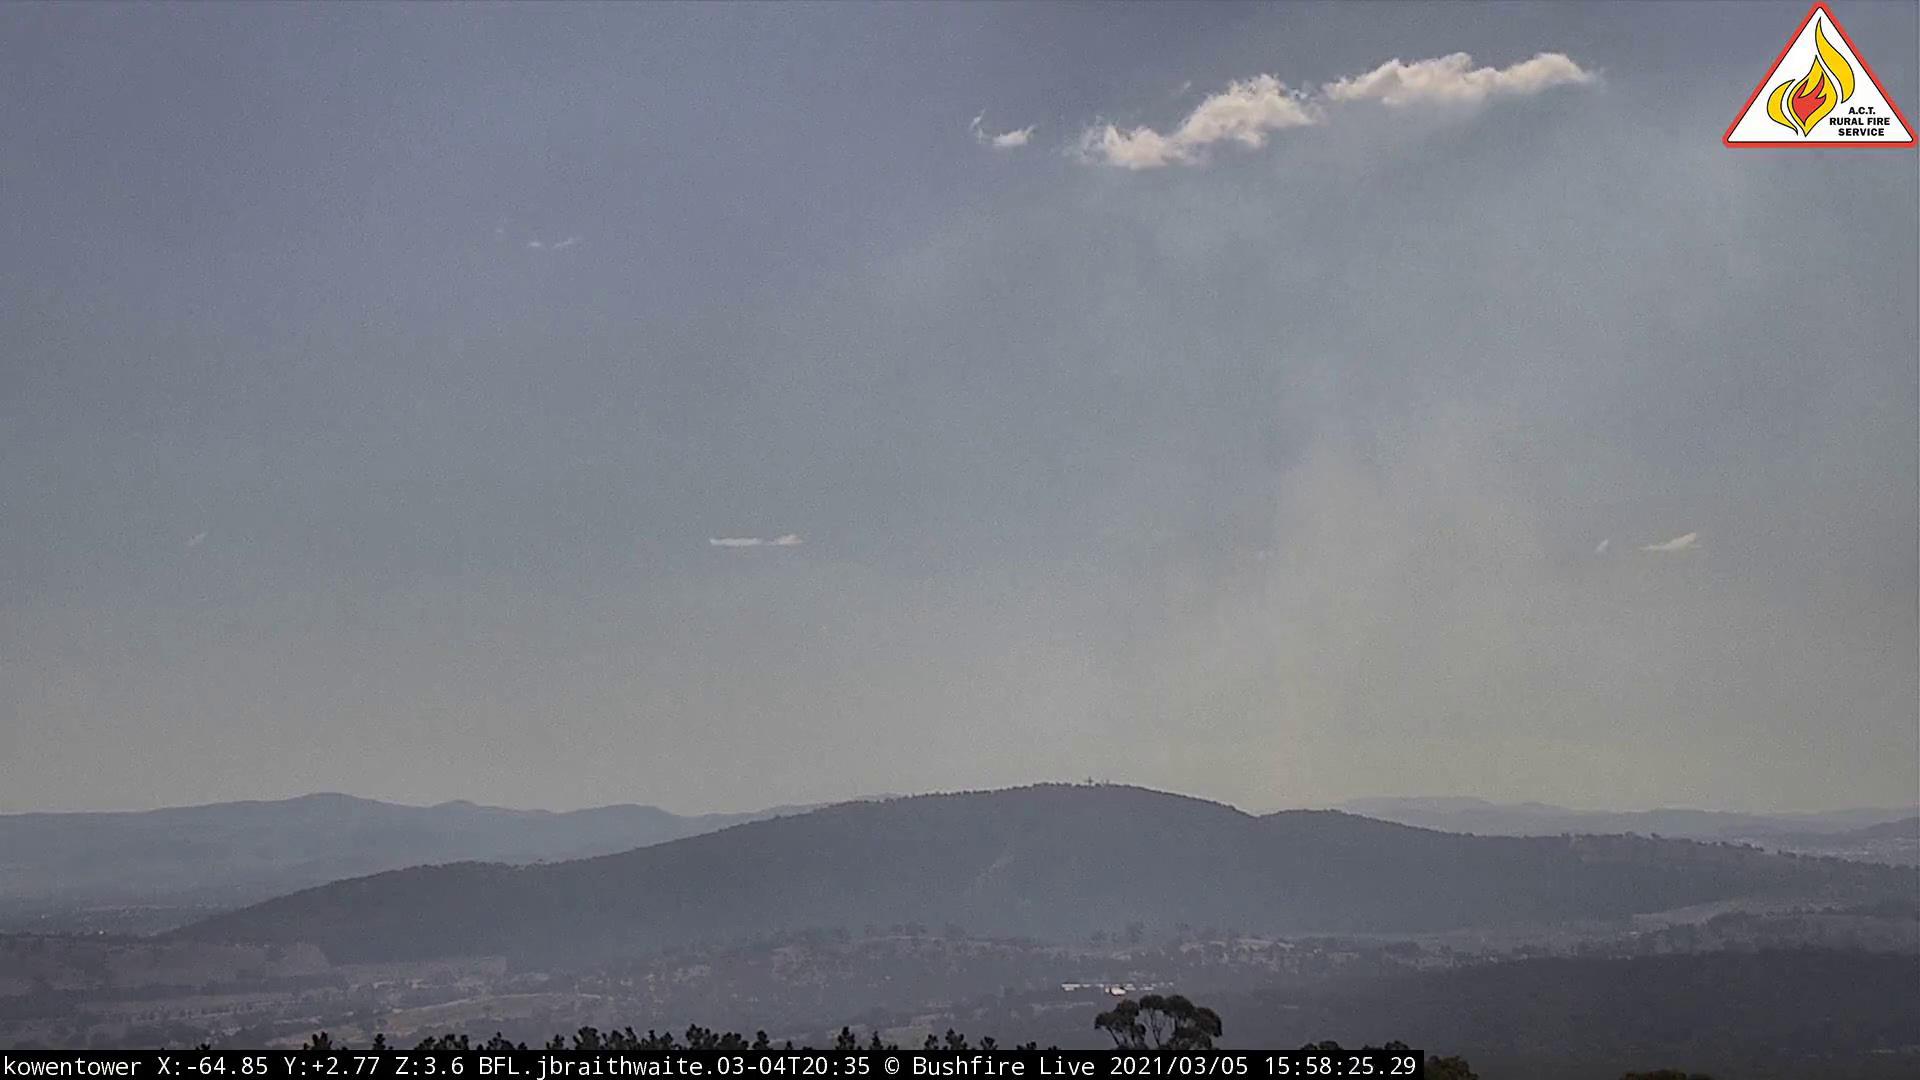 A.C.T.
RURAL FIRE
SERVICE
kowentower X:-64.85 Y:+2.77 Z:3.6 BFL.jbraithwaite.03-04T20:35 © Bushfire Live 2021/03/05 15:58:25.29